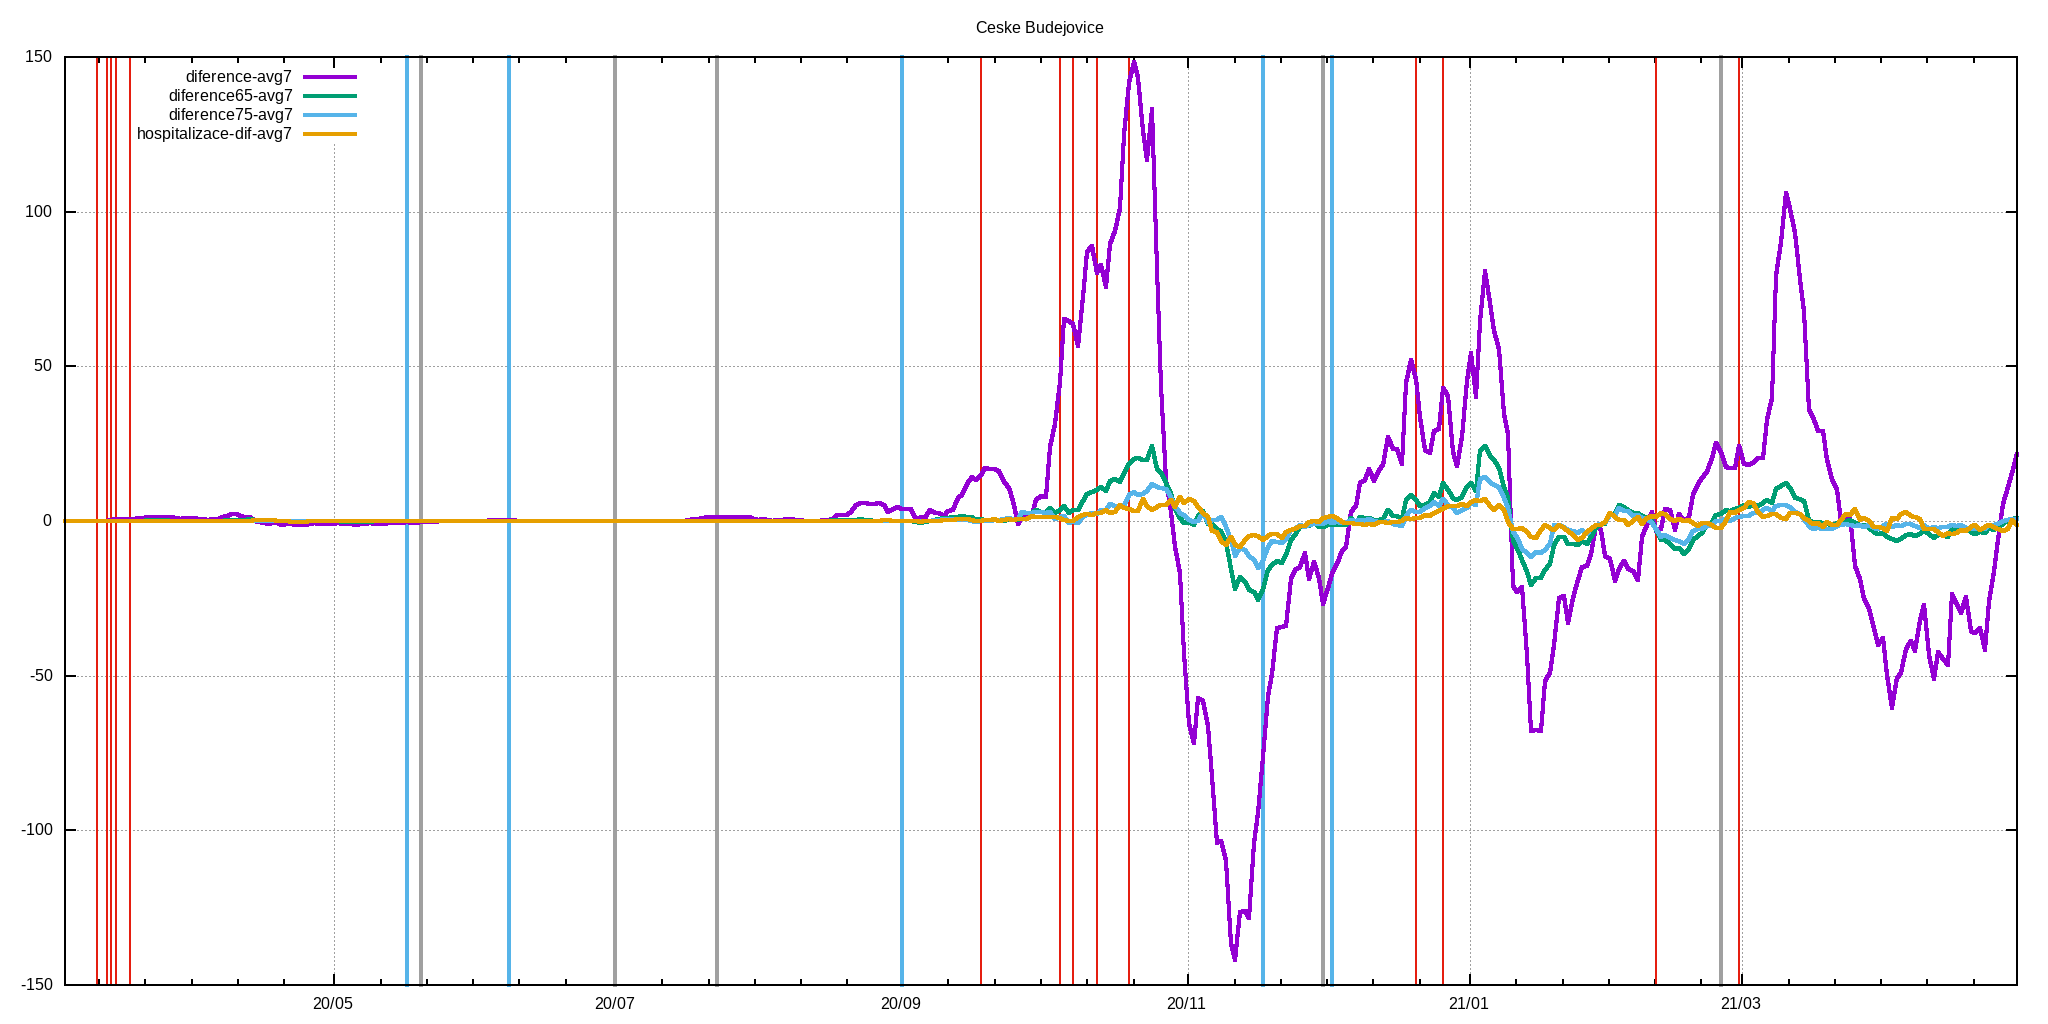 Ceske Budejovice
150
100
50
0
-50
-100
-150
diference-avg7
diference65-avg7
diference75-avg7
hospitalizace-dif-avg7
20/05
20/07
20/09
20/11
21/01
21/03